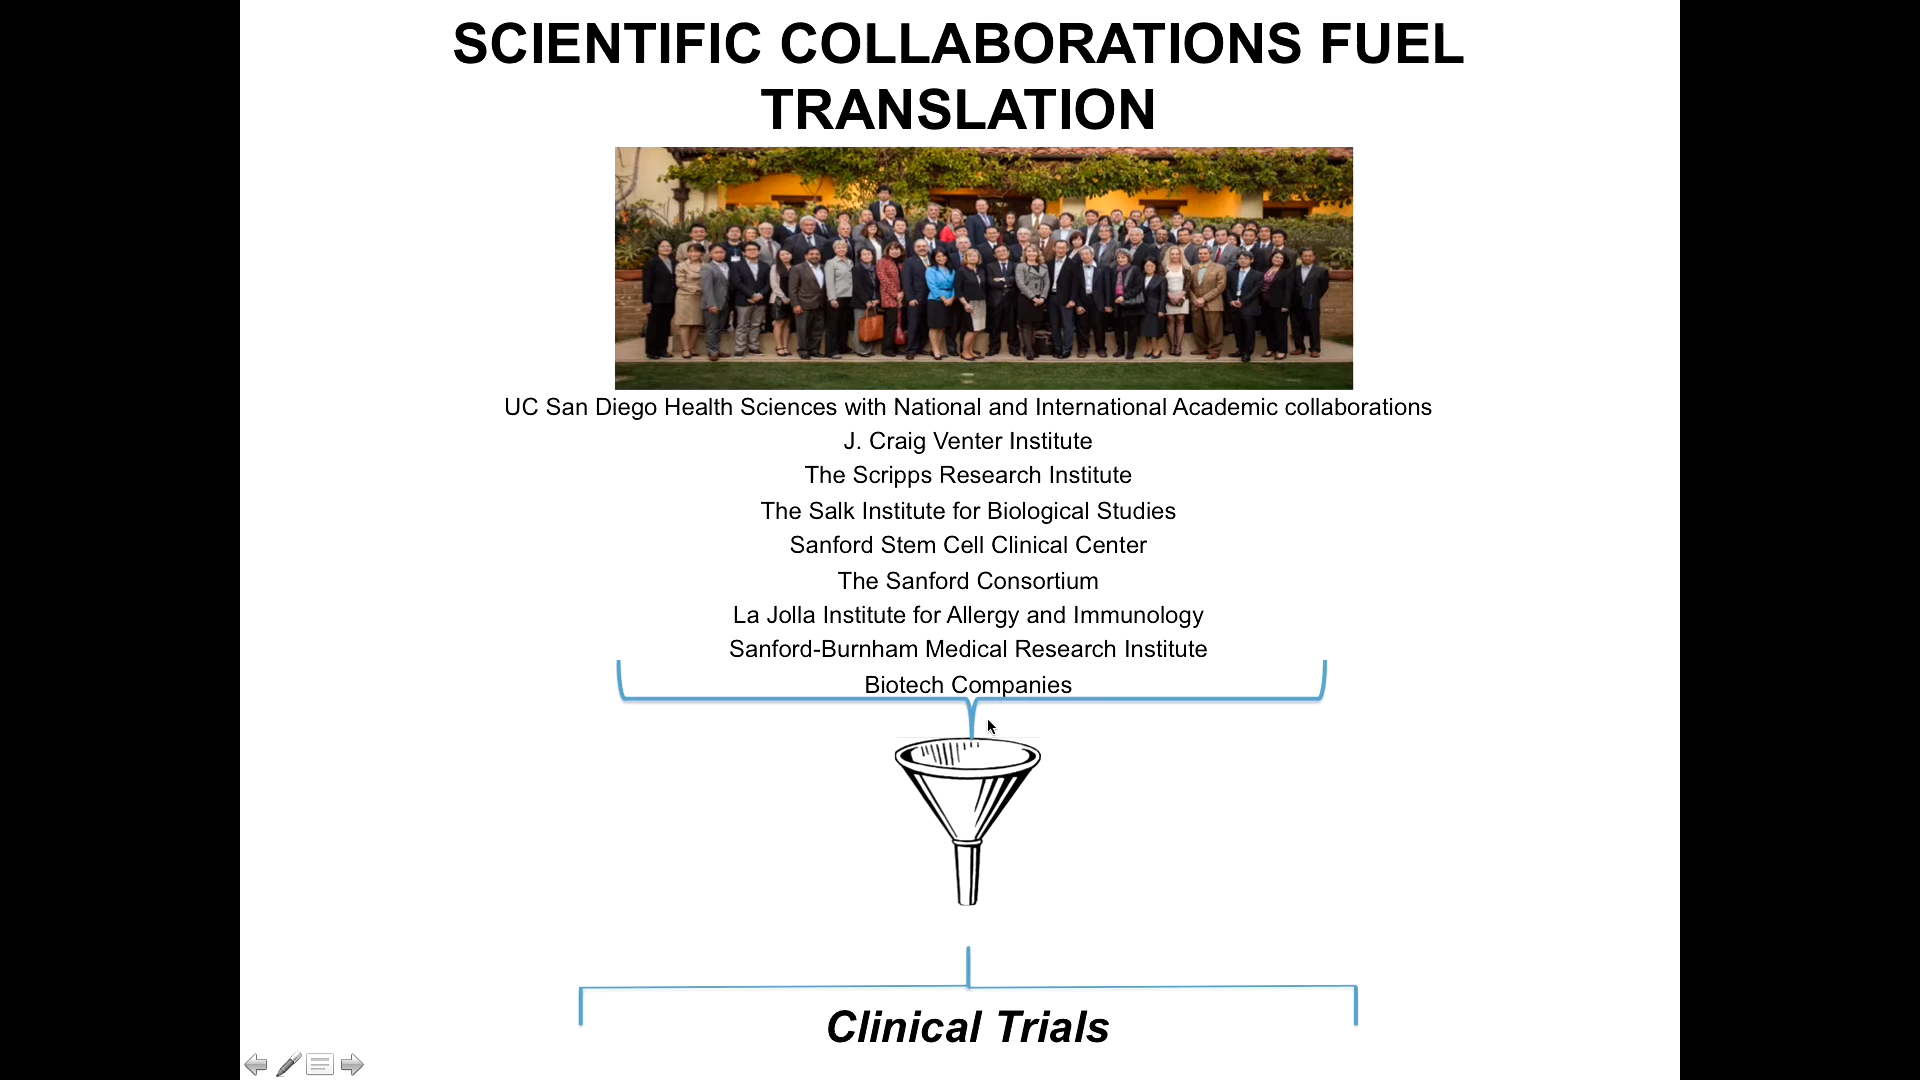 SCIENTIFIC COLLABORATIONS FUEL
TRANSLATION
UC San Diego Health Sciences with National and International Academic collaborations
J. Craig Venter Institute
The Scripps Research Institute
The Salk Institute for Biological Studies
Sanford Stem Cell Clinical Center
The Sanford Consortium
La Jolla Institute for Allergy and Immunology
Sanford-Burnham Medical Research Institute
Biotech Companies
Clinical Trials